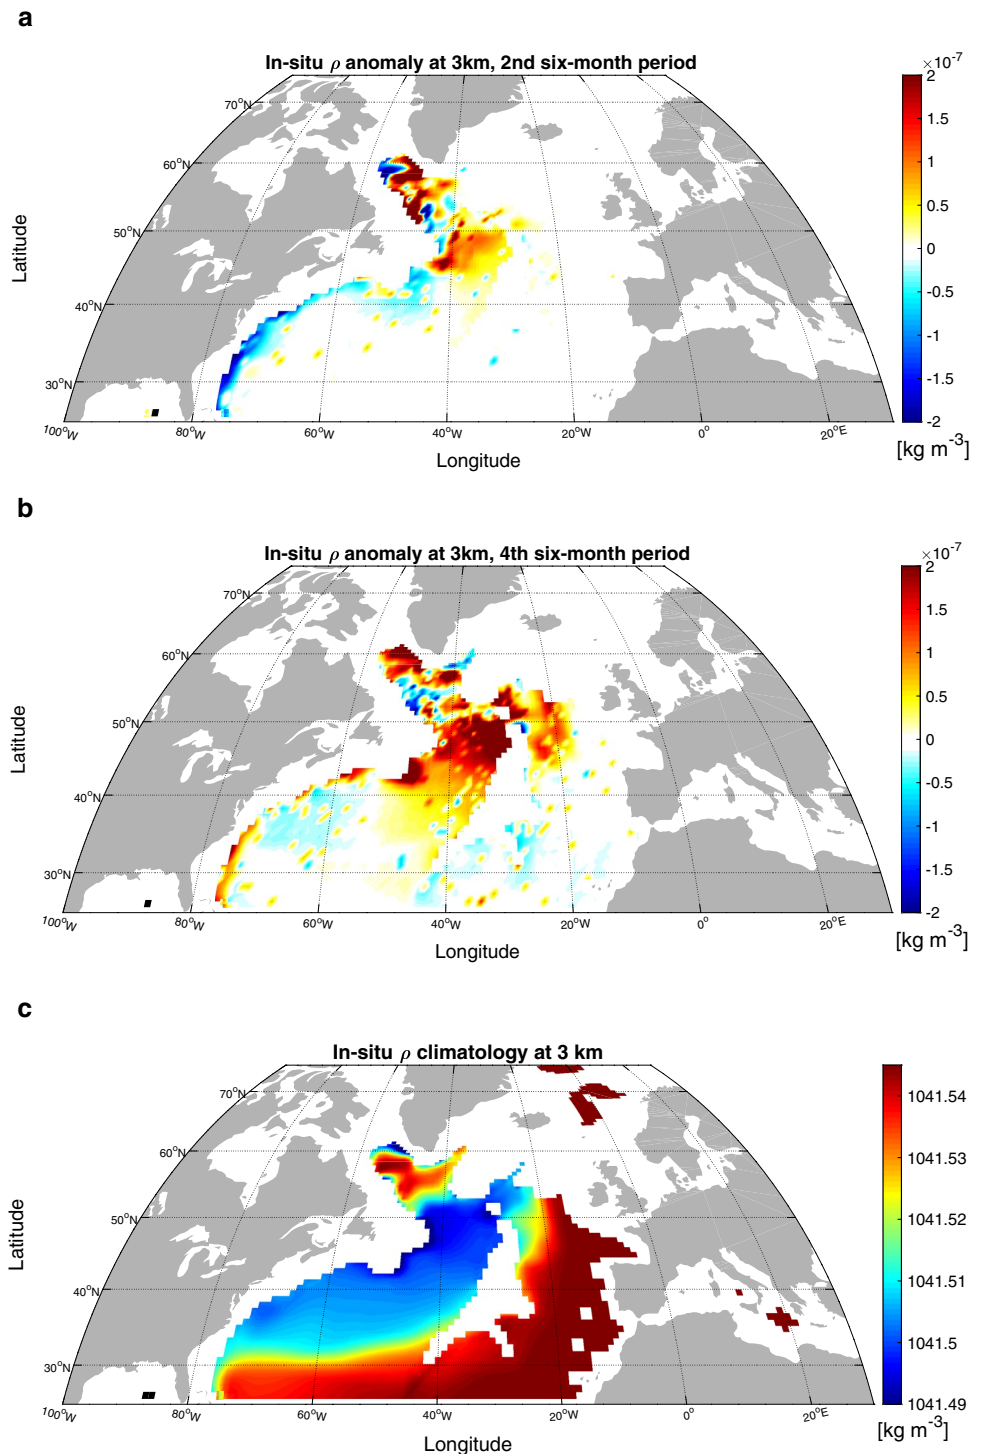 a
In-situ ρ anomaly at 3km, 2nd six-month period
×10⁻⁷
70°N
60°N
50°N
40°N
30°N
100°W
80°W
60°W
40°W
20°W
0°
20°E
Latitude
Longitude
2
1.5
1
0.5
0
-0.5
-1
-1.5
-2
[kg m⁻³]
b
In-situ ρ anomaly at 3km, 4th six-month period
×10⁻⁷
70°N
60°N
50°N
40°N
30°N
100°W
80°W
60°W
40°W
20°W
0°
20°E
Latitude
Longitude
2
1.5
1
0.5
0
-0.5
-1
-1.5
-2
[kg m⁻³]
c
In-situ ρ climatology at 3 km
70°N
60°N
50°N
40°N
30°N
100°W
80°W
60°W
40°W
20°W
0°
20°E
Latitude
Longitude
1041.54
1041.53
1041.52
1041.51
1041.5
1041.49
[kg m⁻³]